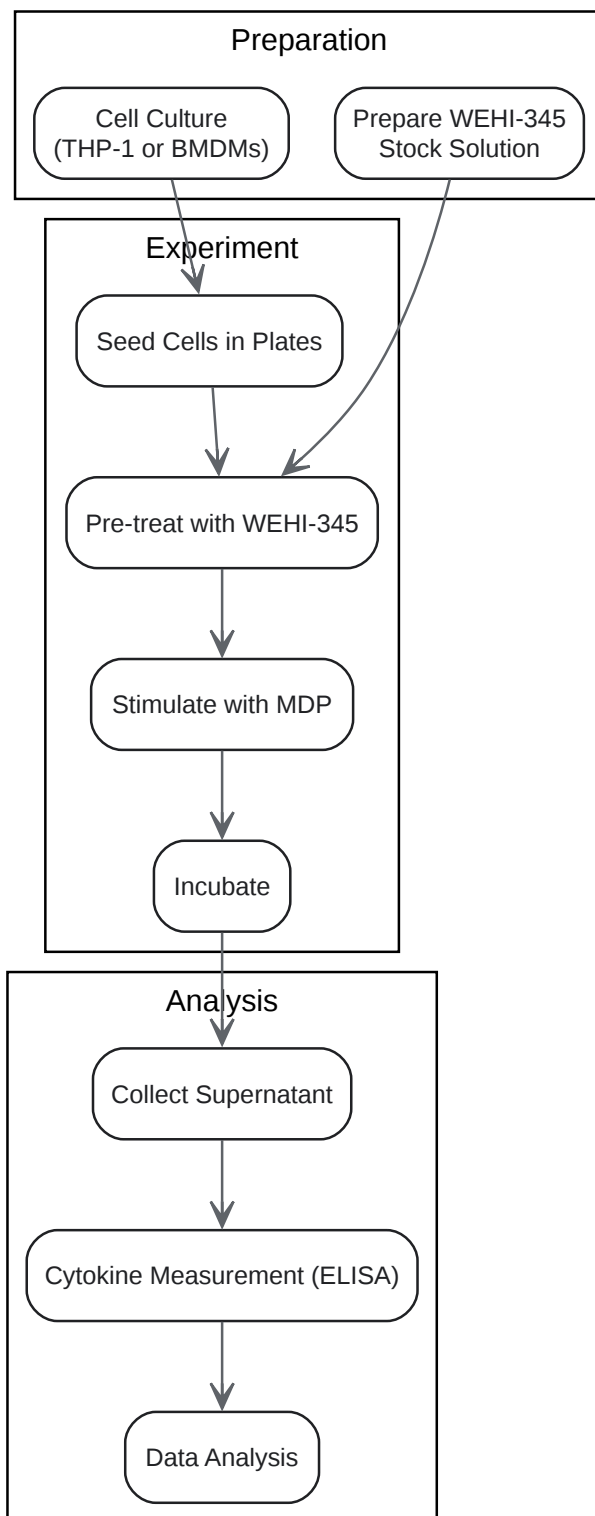 Preparation
Cell Culture
(THP-1 or BMDMs)
Prepare WEHI-345
Stock Solution
Experiment
Seed Cells in Plates
Pre-treat with WEHI-345
Stimulate with MDP
Incubate
Analysis
Collect Supernatant
Cytokine Measurement (ELISA)
Data Analysis